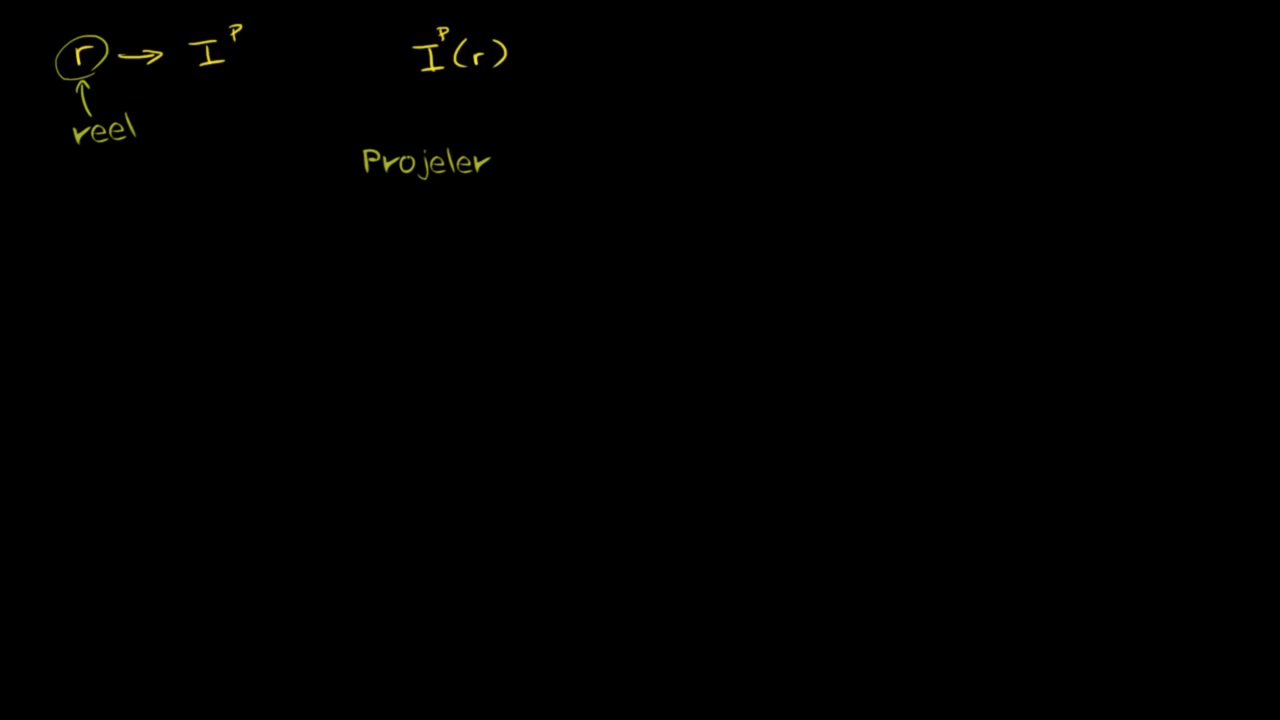 r → I^P I^P(r)
reel
Projeler